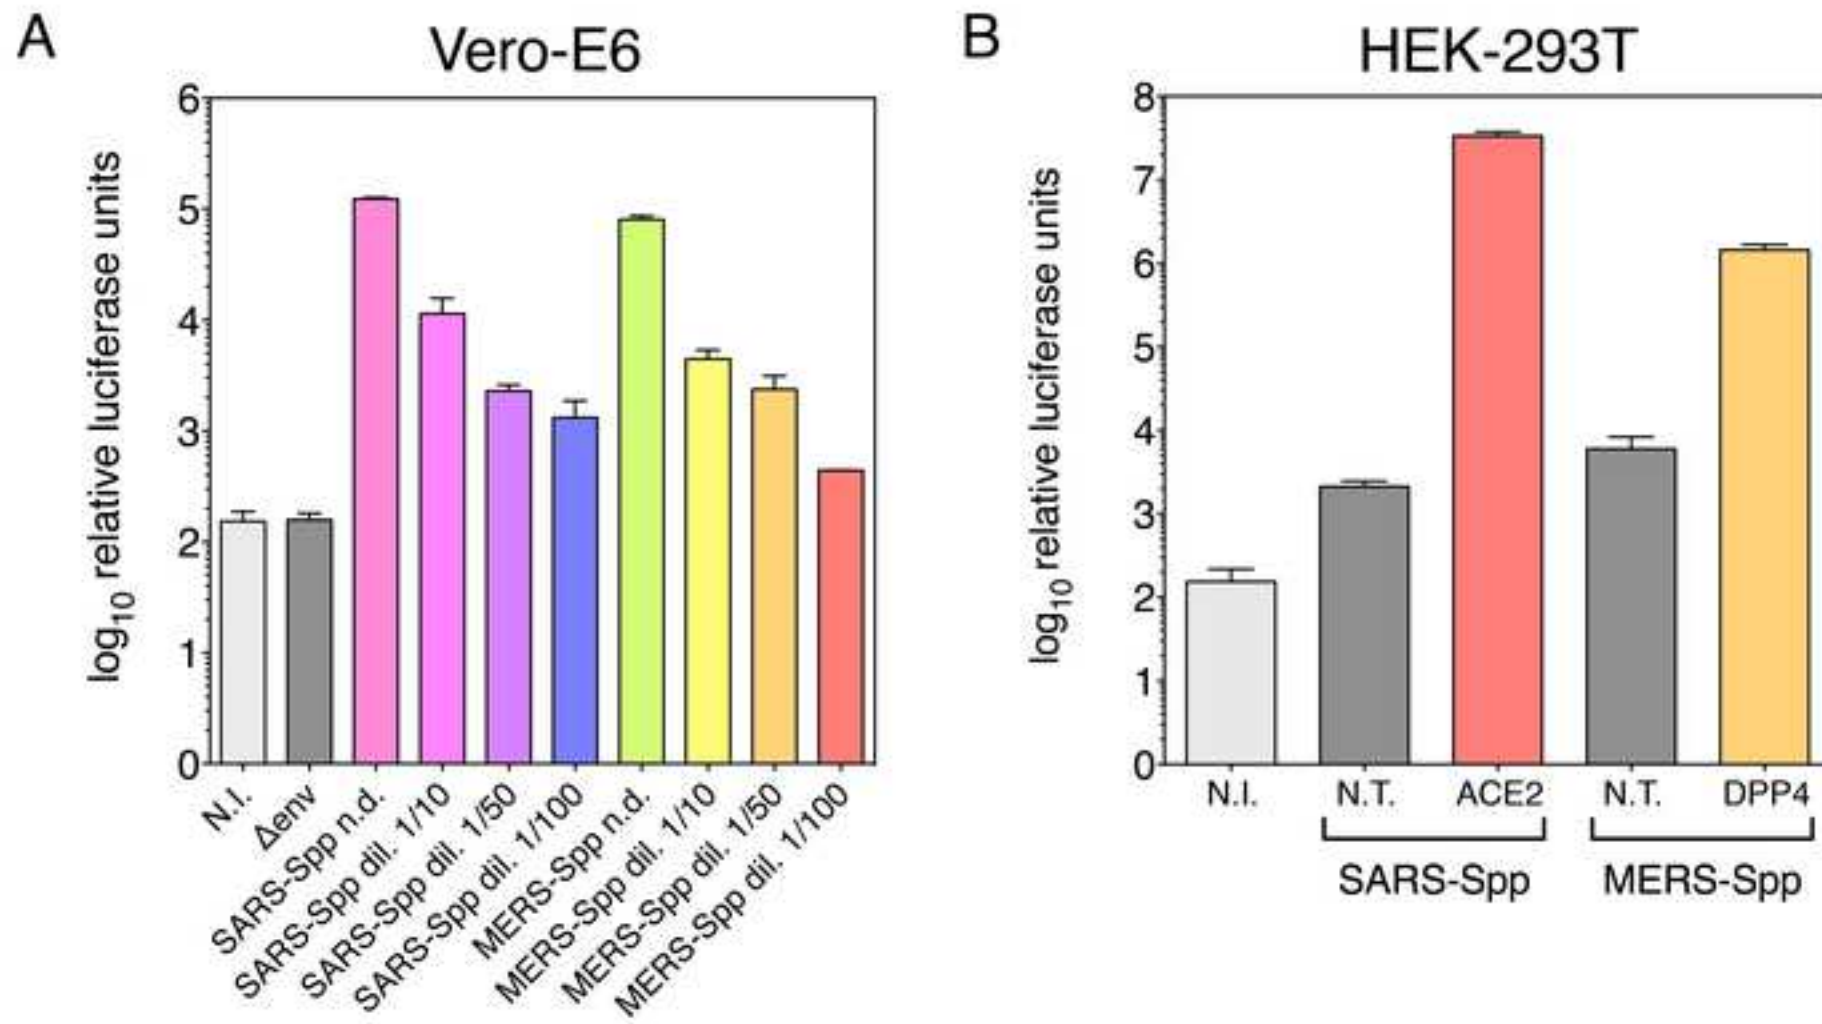 A
Vero-E6
log10 relative luciferase units
6
5
4
3
2
1
0
N.I.
Δenv
SARS-Spp n.d.
SARS-Spp dil. 1/10
SARS-Spp dil. 1/50
SARS-Spp dil. 1/100
MERS-Spp n.d.
MERS-Spp dil. 1/10
MERS-Spp dil. 1/50
MERS-Spp dil. 1/100
B
HEK-293T
log10 relative luciferase units
8
7
6
5
4
3
2
1
0
N.I. N.T. ACE2 N.T. DPP4
SARS-Spp MERS-Spp